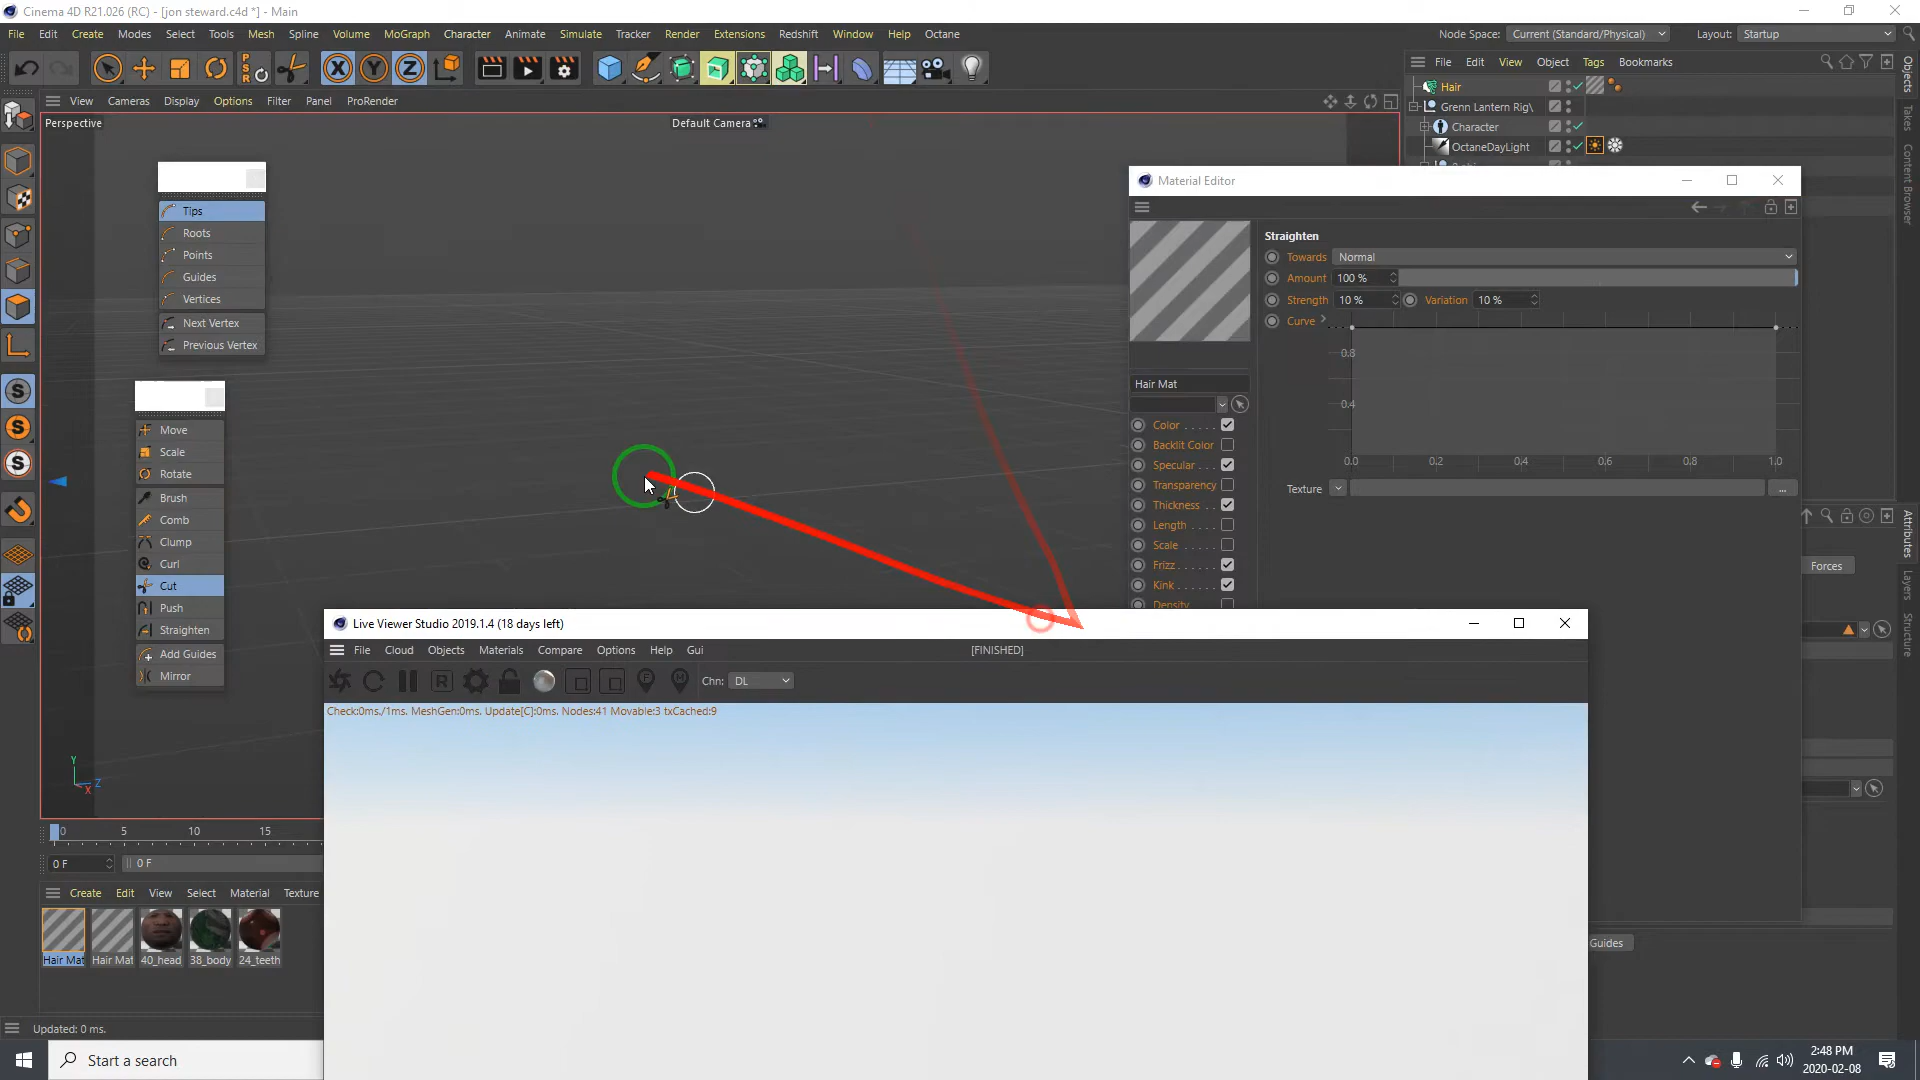 Cinema 4D R21.026 (RC) - [jon steward.c4d *] - Main
File Edit Create Modes Select Tools Mesh Spline Volume MoGraph Character Animate Simulate Tracker Render Extensions Redshift Window Help Octane
Node Space: Current (Standard/Physical) Layout: Startup
X Y Z
View Cameras Display Options Filter Panel ProRender
File Edit View Object Tags Bookmarks
Perspective
Default Camera
Hair
Grenn Lantern Rig\
Character
OctaneDayLight
Objects
Takes
Content Browser
Attributes
Layers
Structure
Tips
Roots
Points
Guides
Vertices
Next Vertex
Previous Vertex
Move
Scale
Rotate
Brush
Comb
Clump
Curl
Cut
Push
Straighten
Add Guides
Mirror
Material Editor
Straighten
Towards Normal
Amount 100 %
Strength 10 % Variation 10 %
Curve
0.8
0.4
0.0 0.2 0.4 0.6 0.8 1.0
Texture ...
Hair Mat
Color
Backlit Color
Specular
Transparency
Thickness
Length
Scale
Frizz
Kink
Density
Forces
Guides
Live Viewer Studio 2019.1.4 (18 days left)
File Cloud Objects Materials Compare Options Help Gui [FINISHED]
Chn: DL
Check:0ms./1ms. MeshGen:0ms. Update[C]:0ms. Nodes:41 Movable:3 txCached:9
Y
Z
X
0 5 10 15
0 F 0 F
Create Edit View Select Material Texture
Hair Mat Hair Mat 40_head 38_body 24_teeth
Updated: 0 ms.
Start a search
2:48 PM
2020-02-08